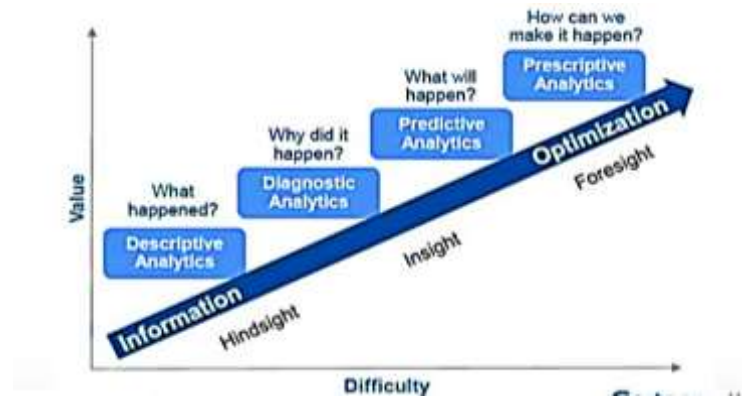 How can we
make it happen?
Prescriptive
Analytics
What will
happen?
Predictive
Analytics
Why did it
happen?
Diagnostic
Analytics
What
happened?
Descriptive
Analytics
Value
Information
Optimization
Hindsight
Insight
Foresight
Difficulty